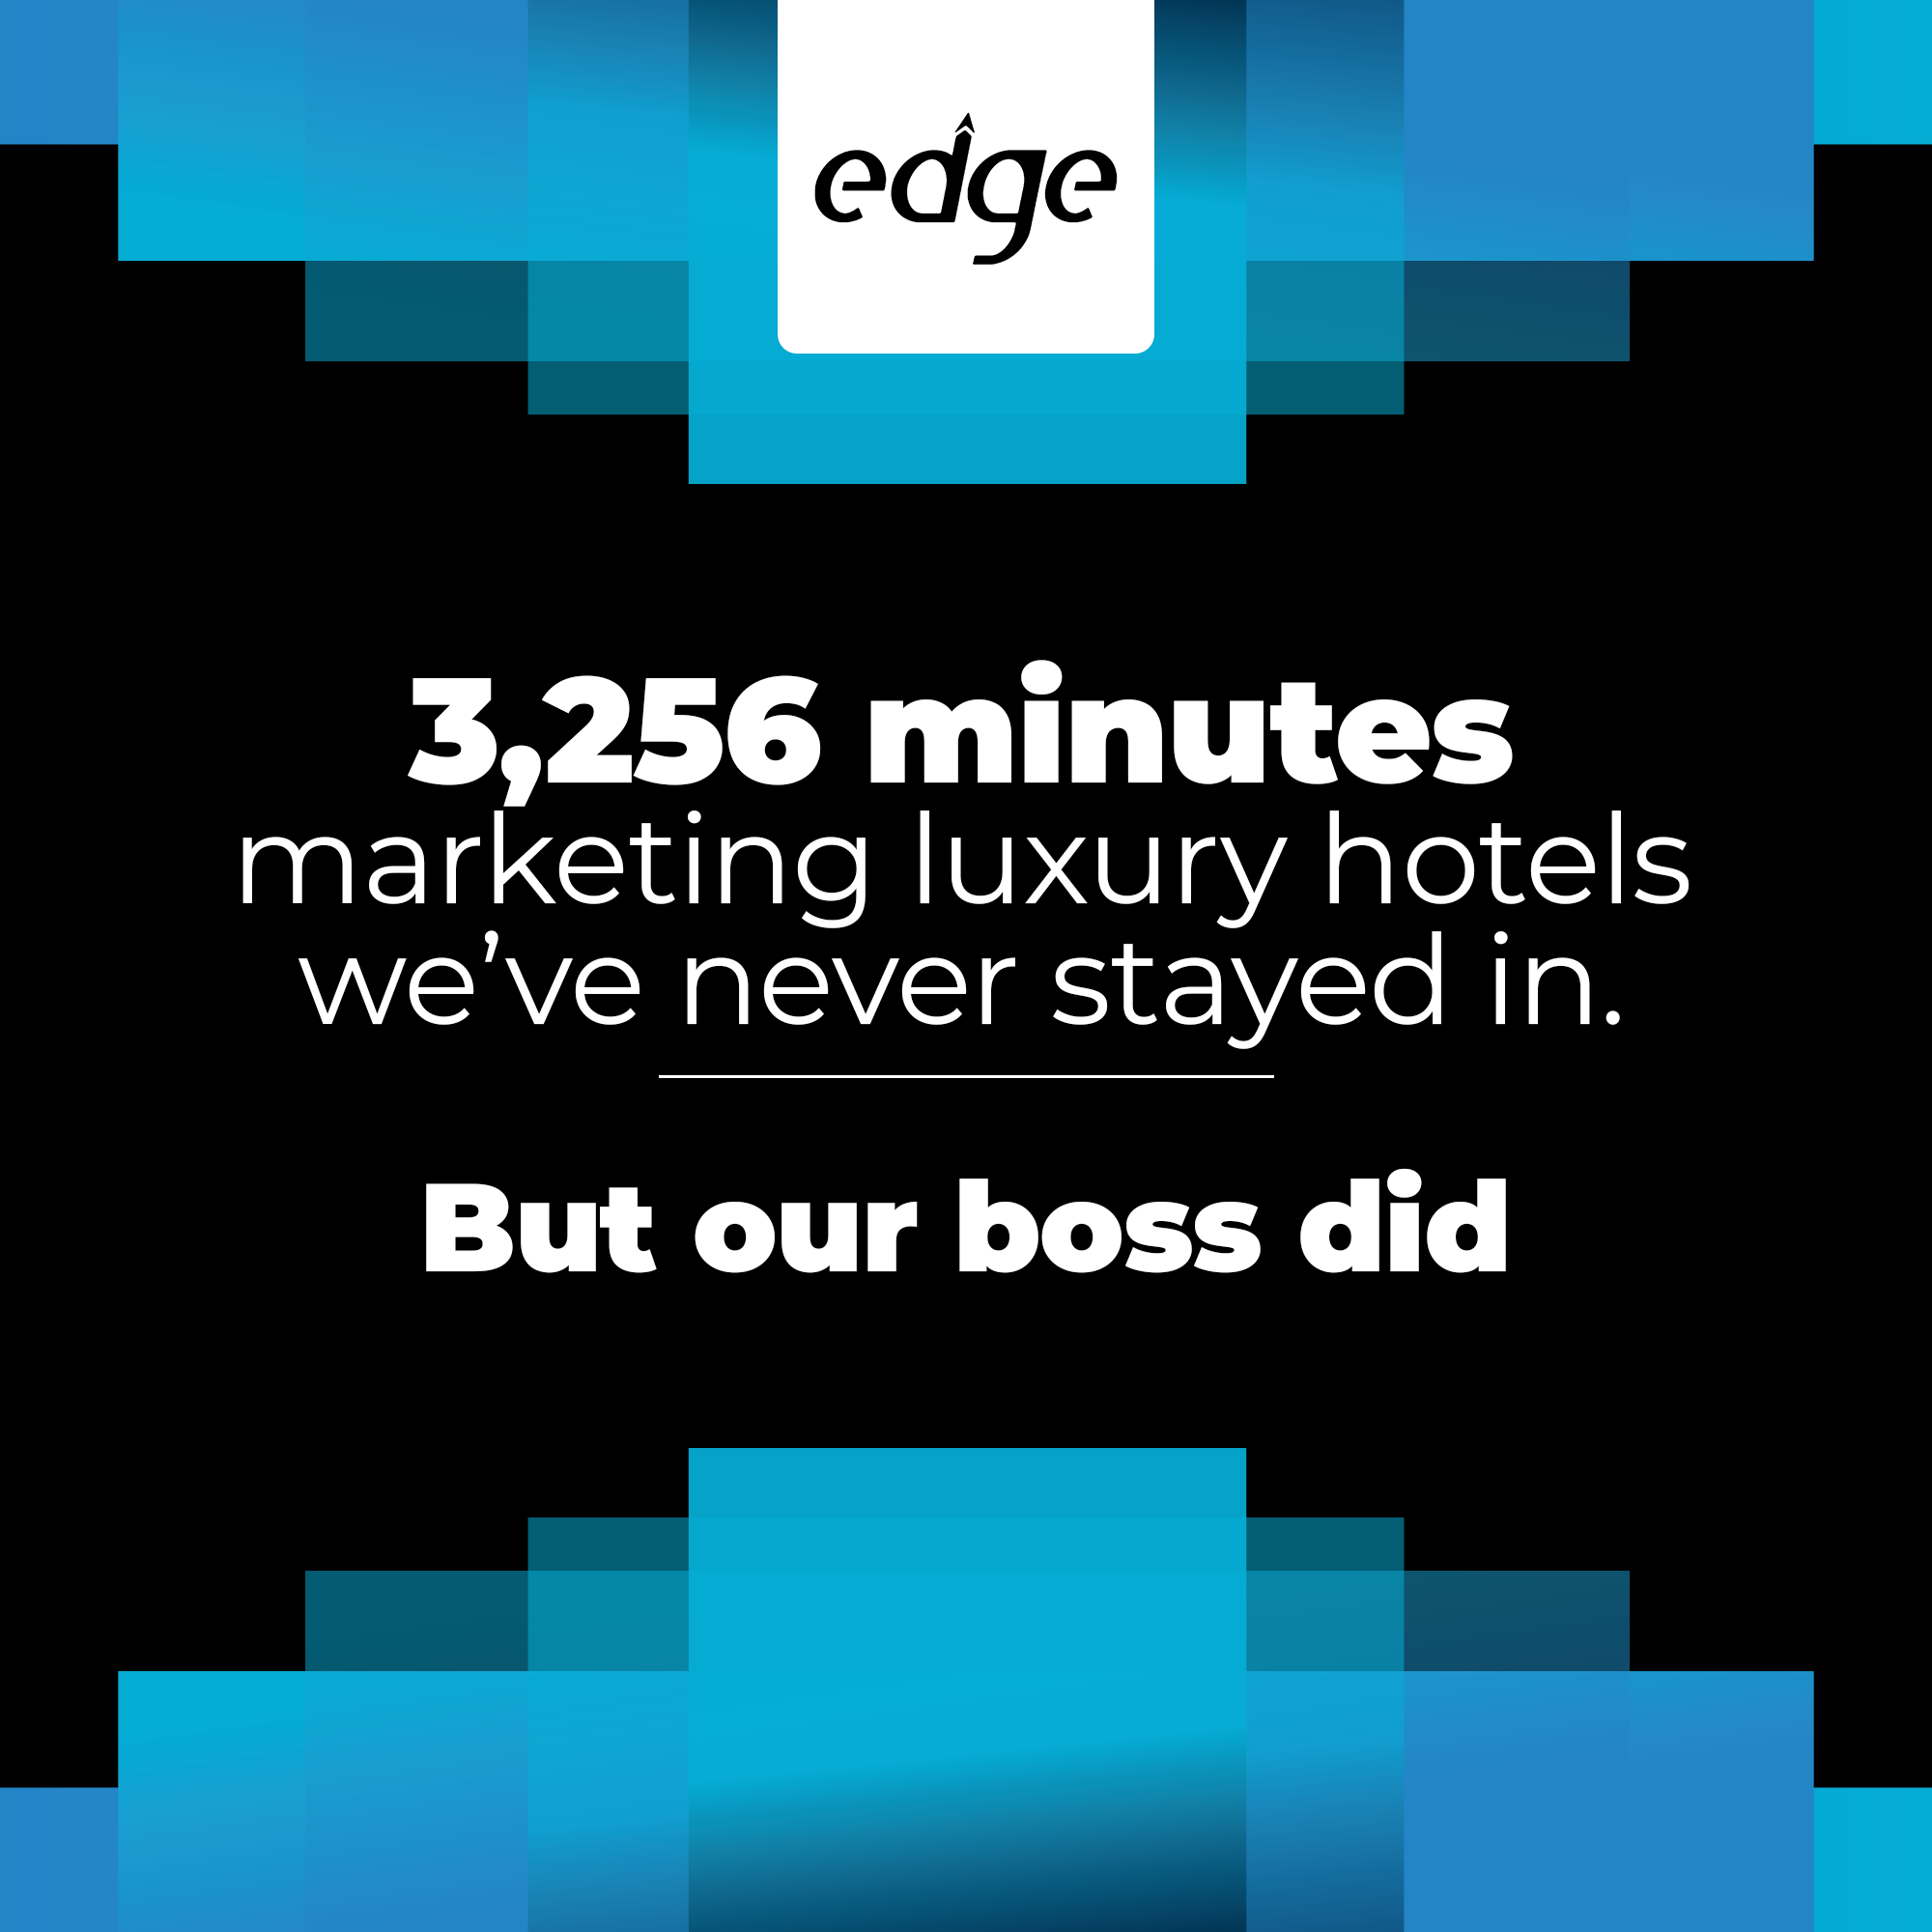 edge
3,256 minutes
marketing luxury hotels
we’ve never stayed in.
But our boss did